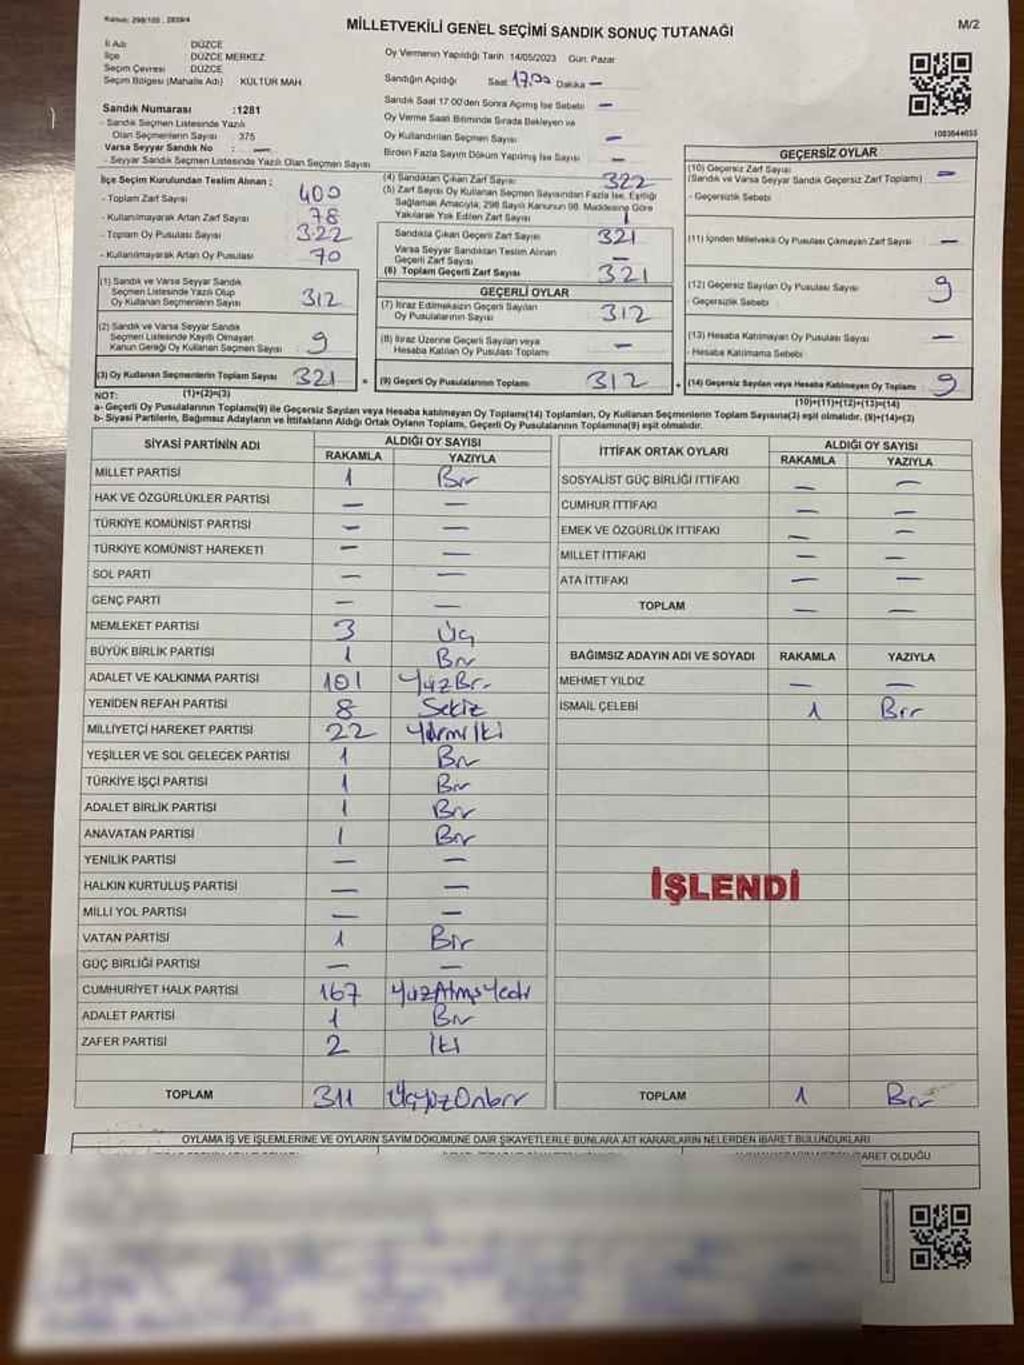 Kanun: 298/105 , 2839/4
MİLLETVEKİLİ GENEL SEÇİMİ SANDIK SONUÇ TUTANAĞI
M/2
İl Adı DÜZCE
İlçe DÜZCE MERKEZ
Seçim Çevresi DÜZCE
Seçim Bölgesi (Mahalle Adı) KÜLTÜR MAH.
Oy Vermenin Yapıldığı Tarih 14/05/2023 Gün: Pazar
Sandığın Açıldığı Saat 17.00 Dakika —
Sandık Saat 17:00'den Sonra Açılmış İse Sebebi —
Oy Verme Saati Bitiminde Sırada Bekleyen ve
Oy Kullandırılan Seçmen Sayısı —
Birden Fazla Sayım Döküm Yapılmış İse Sayısı —
Sandık Numarası :1281
- Sandık Seçmen Listesinde Yazılı
Olan Seçmenlerin Sayısı 375
Varsa Seyyar Sandık No : —
- Seyyar Sandık Seçmen Listesinde Yazılı Olan Seçmen Sayısı
İlçe Seçim Kurulundan Teslim Alınan :
- Toplam Zarf Sayısı 400
- Kullanılmayarak Artan Zarf Sayısı 78
- Toplam Oy Pusulası Sayısı 322
- Kullanılmayarak Artan Oy Pusulası 70
(1) Sandık ve Varsa Seyyar Sandık
Seçmen Listesinde Yazılı Olup
Oy Kullanan Seçmenlerin Sayısı 312
(2) Sandık ve Varsa Seyyar Sandık
Seçmen Listesinde Kayıtlı Olmayan
Kanun Gereği Oy Kullanan Seçmen Sayısı 9
(3) Oy Kullanan Seçmenlerin Toplam Sayısı 321
(1)+(2)=(3)
(4) Sandıktan Çıkan Zarf Sayısı 322
(5) Zarf Sayısı Oy Kullanan Seçmen Sayısından Fazla İse, Eşitliği
Sağlamak Amacıyla, 298 Sayılı Kanunun 98. Maddesine Göre
Yakılarak Yok Edilen Zarf Sayısı 1
Sandıkta Çıkan Geçerli Zarf Sayısı 321
Varsa Seyyar Sandıktan Teslim Alınan
Geçerli Zarf Sayısı —
(6) Toplam Geçerli Zarf Sayısı 321
GEÇERLİ OYLAR
(7) İtiraz Edilmeksizin Geçerli Sayılan
Oy Pusulalarının Sayısı 312
(8) İtiraz Üzerine Geçerli Sayılan veya
Hesaba Katılan Oy Pusulası Toplamı —
= (9) Geçerli Oy Pusulalarının Toplamı 312
1083644655
GEÇERSİZ OYLAR
(10) Geçersiz Zarf Sayısı —
(Sandık ve Varsa Seyyar Sandık Geçersiz Zarf Toplamı)
- Geçersizlik Sebebi
(11) İçinden Milletvekili Oy Pusulası Çıkmayan Zarf Sayısı —
(12) Geçersiz Sayılan Oy Pusulası Sayısı 9
- Geçersizlik Sebebi
(13) Hesaba Katılmayan Oy Pusulası Sayısı —
- Hesaba Katılmama Sebebi
+ (14) Geçersiz Sayılan veya Hesaba Katılmayan Oy Toplamı 9
(10)+(11)+(12)+(13)=(14)
NOT:
a- Geçerli Oy Pusulalarının Toplamı(9) ile Geçersiz Sayılan veya Hesaba katılmayan Oy Toplamı(14) Toplamları, Oy Kullanan Seçmenlerin Toplam Sayısına(3) eşit olmalıdır. (9)+(14)=(3)
b- Siyasi Partilerin, Bağımsız Adayların ve İttifakların Aldığı Ortak Oyların Toplamı, Geçerli Oy Pusulalarının Toplamına(9) eşit olmalıdır.
SİYASİ PARTİNİN ADI ALDIĞI OY SAYISI
RAKAMLA YAZIYLA
MİLLET PARTİSİ 1 Bir
HAK VE ÖZGÜRLÜKLER PARTİSİ — —
TÜRKİYE KOMÜNİST PARTİSİ — —
TÜRKİYE KOMÜNİST HAREKETİ — —
SOL PARTİ — —
GENÇ PARTİ — —
MEMLEKET PARTİSİ 3 Üç
BÜYÜK BİRLİK PARTİSİ 1 Bir
ADALET VE KALKINMA PARTİSİ 101 YüzBir
YENİDEN REFAH PARTİSİ 8 Sekiz
MİLLİYETÇİ HAREKET PARTİSİ 22 Yirmi İki
YEŞİLLER VE SOL GELECEK PARTİSİ 1 Bir
TÜRKİYE İŞÇİ PARTİSİ 1 Bir
ADALET BİRLİK PARTİSİ 1 Bir
ANAVATAN PARTİSİ 1 Bir
YENİLİK PARTİSİ — —
HALKIN KURTULUŞ PARTİSİ — —
MİLLİ YOL PARTİSİ — —
VATAN PARTİSİ 1 Bir
GÜÇ BİRLİĞİ PARTİSİ — —
CUMHURİYET HALK PARTİSİ 167 YüzAtmışYedi
ADALET PARTİSİ 1 Bir
ZAFER PARTİSİ 2 İki
TOPLAM 311 ÜçyüzOnbir
İTTİFAK ORTAK OYLARI ALDIĞI OY SAYISI
RAKAMLA YAZIYLA
SOSYALİST GÜÇ BİRLİĞİ İTTİFAKI — —
CUMHUR İTTİFAKI — —
EMEK VE ÖZGÜRLÜK İTTİFAKI — —
MİLLET İTTİFAKI — —
ATA İTTİFAKI — —
TOPLAM — —
BAĞIMSIZ ADAYIN ADI VE SOYADI RAKAMLA YAZIYLA
MEHMET YILDIZ — —
İSMAİL ÇELEBİ 1 Bir
İŞLENDİ
TOPLAM 1 Bir
OYLAMA İŞ VE İŞLEMLERİNE VE OYLARIN SAYIM DÖKÜMÜNE DAİR ŞİKAYETLERLE BUNLARA AİT KARARLARIN NELERDEN İBARET BULUNDUKLARI
ARET OLDUĞU